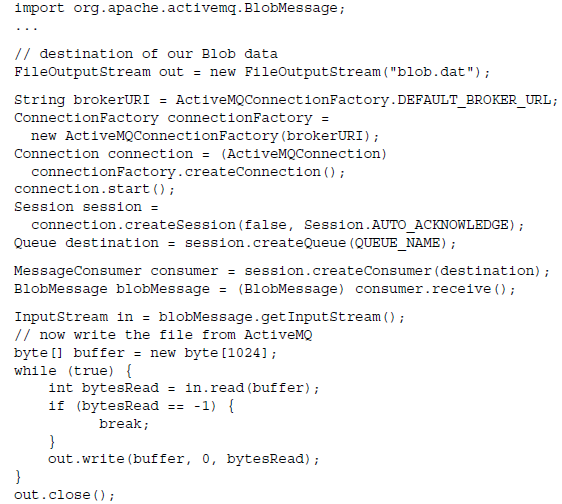 import org.apache.activemq.BlobMessage;
...
// destination of our Blob data
FileOutputStream out = new FileOutputStream("blob.dat");
String brokerURI = ActiveMQConnectionFactory.DEFAULT_BROKER_URL;
ConnectionFactory connectionFactory =
  new ActiveMQConnectionFactory(brokerURI);
Connection connection = (ActiveMQConnection)
  connectionFactory.createConnection();
connection.start();
Session session =
  connection.createSession(false, Session.AUTO_ACKNOWLEDGE);
Queue destination = session.createQueue(QUEUE_NAME);
MessageConsumer consumer = session.createConsumer(destination);
BlobMessage blobMessage = (BlobMessage) consumer.receive();
InputStream in = blobMessage.getInputStream();
// now write the file from ActiveMQ
byte[] buffer = new byte[1024];
while (true) {
    int bytesRead = in.read(buffer);
    if (bytesRead == -1) {
          break;
    }
    out.write(buffer, 0, bytesRead);
}
out.close();